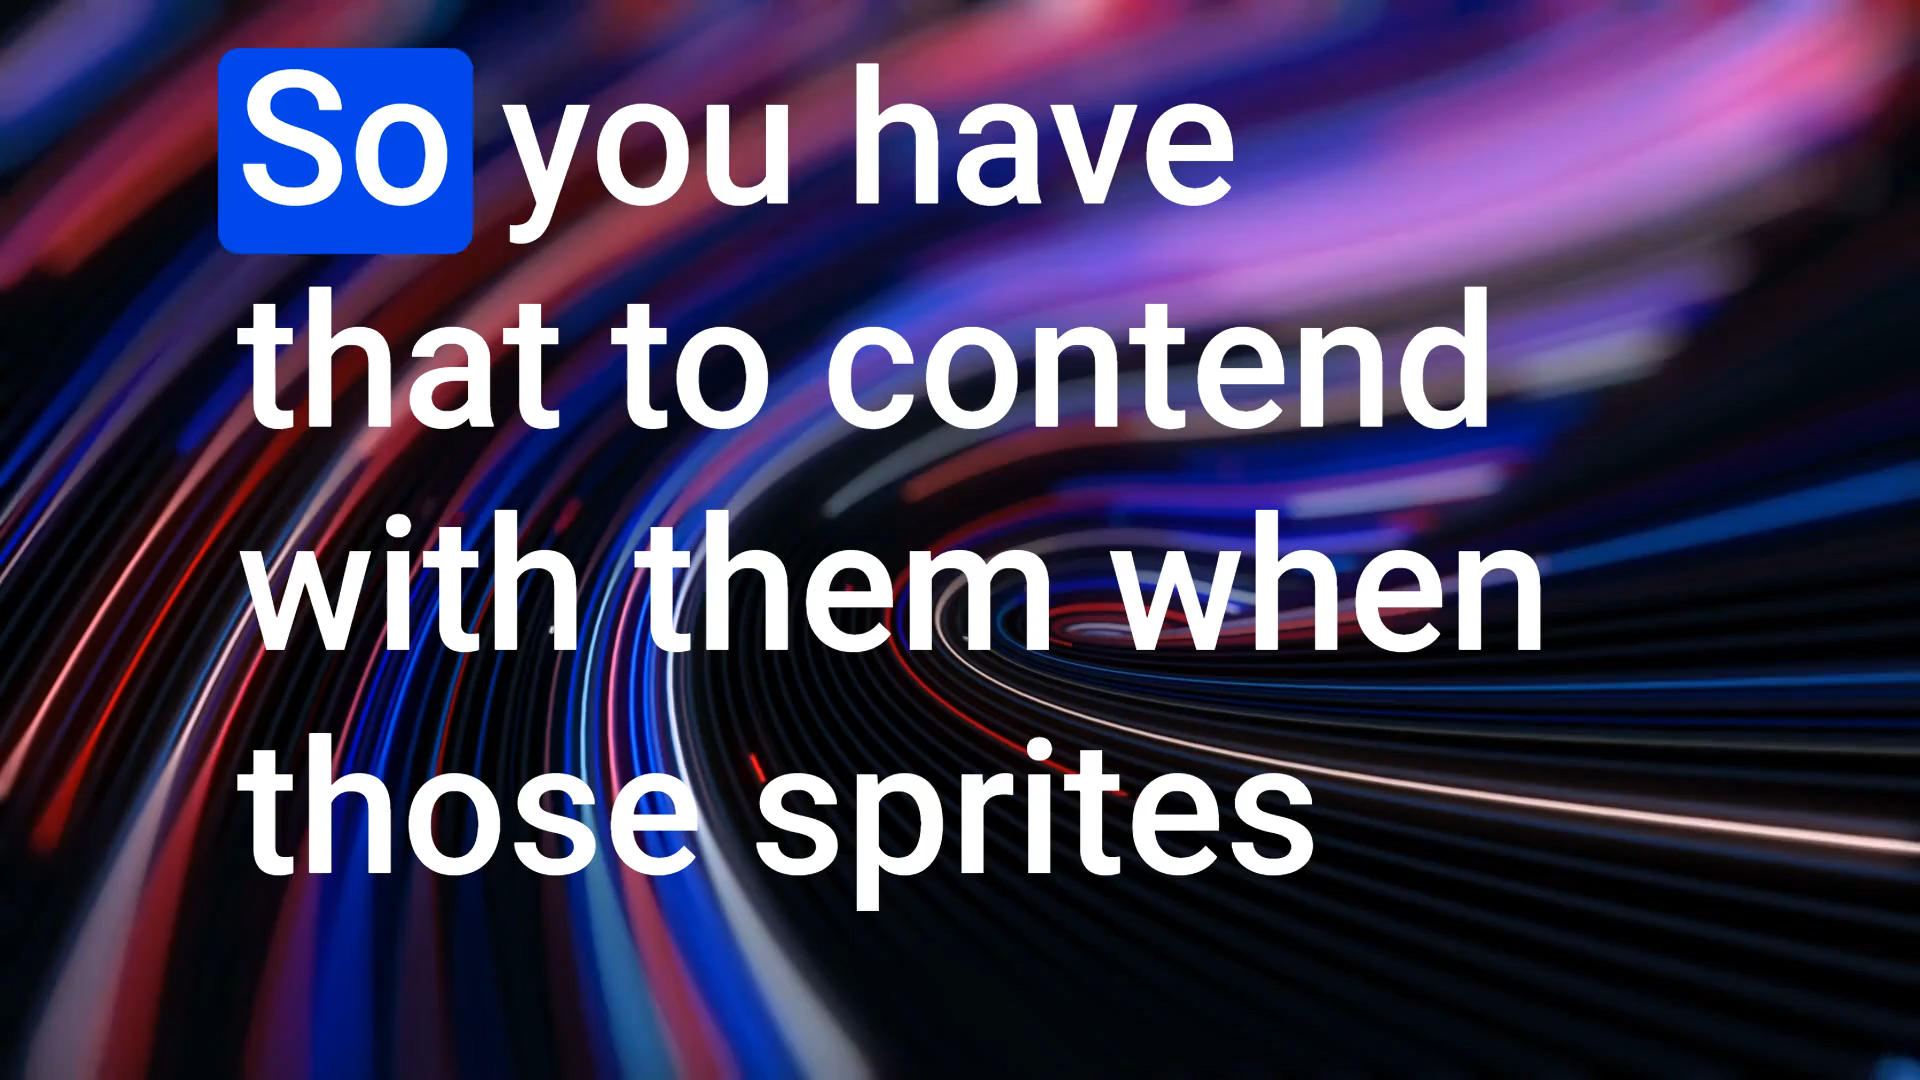 So you have
that to contend
with them when
those sprites